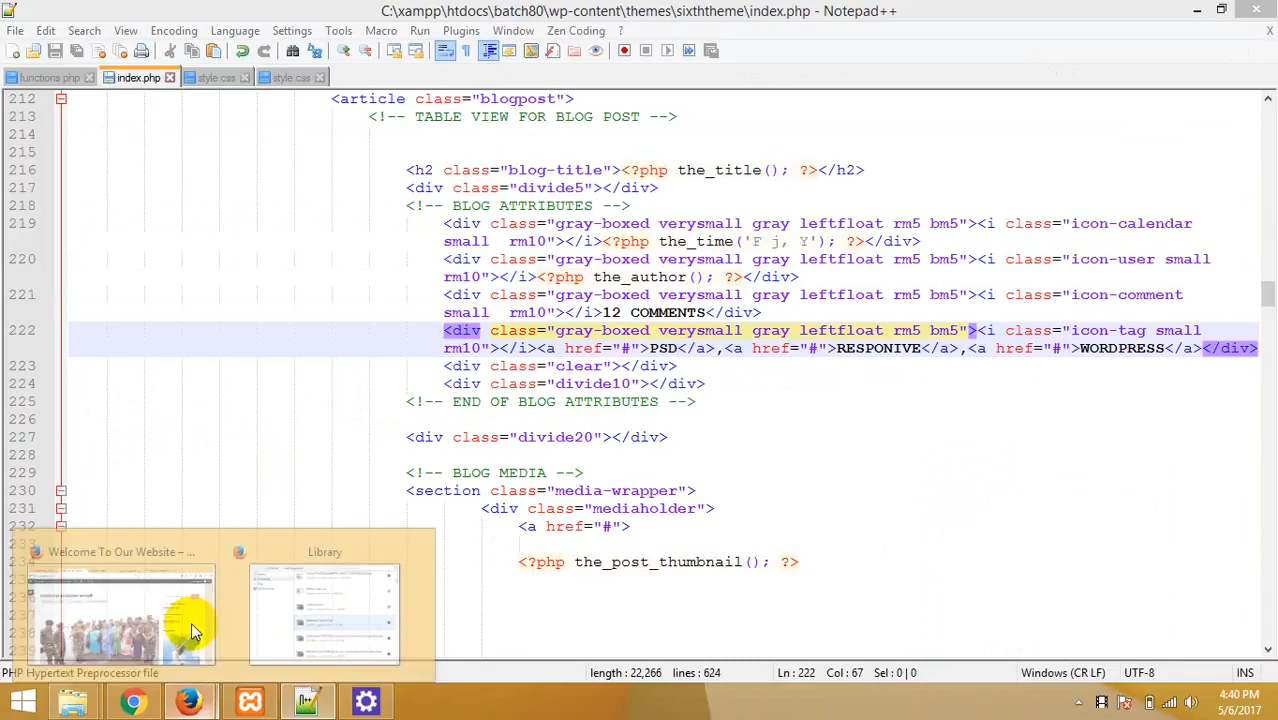 C:\xampp\htdocs\batch80\wp-content\themes\sixththeme\index.php - Notepad++
File Edit Search View Encoding Language Settings Tools Macro Run Plugins Window Zen Coding ? X
functions.php index.php style.css style.css
212 <article class="blogpost">
213 <!-- TABLE VIEW FOR BLOG POST -->
214
215
216 <h2 class="blog-title"><?php the_title(); ?></h2>
217 <div class="divide5"></div>
218 <!-- BLOG ATTRIBUTES -->
219 <div class="gray-boxed verysmall gray leftfloat rm5 bm5"><i class="icon-calendar
small rm10"></i><?php the_time('F j, Y'); ?></div>
220 <div class="gray-boxed verysmall gray leftfloat rm5 bm5"><i class="icon-user small
rm10"></i><?php the_author(); ?></div>
221 <div class="gray-boxed verysmall gray leftfloat rm5 bm5"><i class="icon-comment
small rm10"></i>12 COMMENTS</div>
222 <div class="gray-boxed verysmall gray leftfloat rm5 bm5"><i class="icon-tag small
rm10"></i><a href="#">PSD</a>,<a href="#">RESPONIVE</a>,<a href="#">WORDPRESS</a></div>
223 <div class="clear"></div>
224 <div class="divide10"></div>
225 <!-- END OF BLOG ATTRIBUTES -->
226
227 <div class="divide20"></div>
228
229 <!-- BLOG MEDIA -->
230 <section class="media-wrapper">
231 <div class="mediaholder">
232 <a href="#">
Welcome To Our Website – ... Library
<?php the_post_thumbnail(); ?>
PHP Hypertext Preprocessor file length : 22,266 lines : 624 Ln : 222 Col : 67 Sel : 0 | 0 Windows (CR LF) UTF-8 INS
4:40 PM
5/6/2017